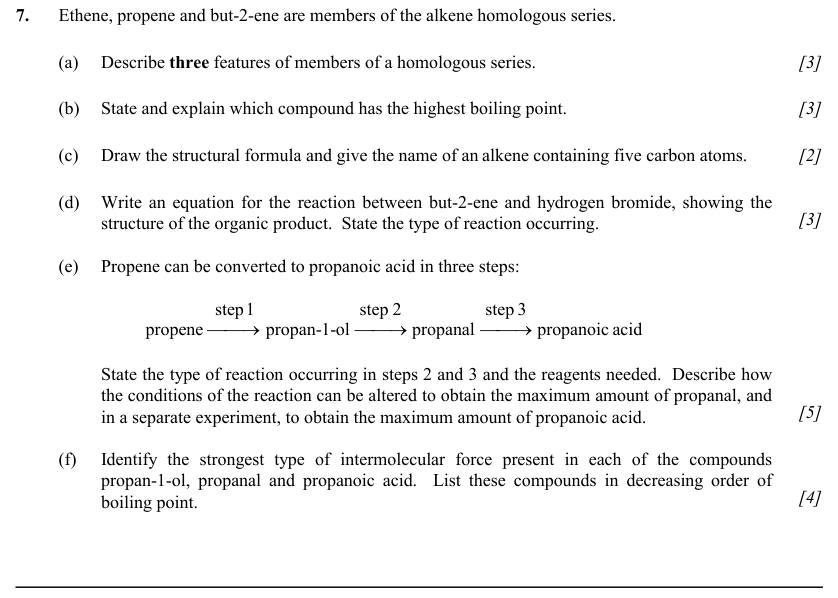 7. Ethene, propene and but-2-ene are members of the alkene homologous series.
(a) Describe three features of members of a homologous series. [3]
(b) State and explain which compound has the highest boiling point. [3]
(c) Draw the structural formula and give the name of an alkene containing five carbon atoms. [2]
(d) Write an equation for the reaction between but-2-ene and hydrogen bromide, showing the
structure of the organic product. State the type of reaction occurring. [3]
(e) Propene can be converted to propanoic acid in three steps:
step 1 step 2 step 3
propene ⟶ propan-1-ol ⟶ propanal ⟶ propanoic acid
State the type of reaction occurring in steps 2 and 3 and the reagents needed. Describe how
the conditions of the reaction can be altered to obtain the maximum amount of propanal, and
in a separate experiment, to obtain the maximum amount of propanoic acid. [5]
(f) Identify the strongest type of intermolecular force present in each of the compounds
propan-1-ol, propanal and propanoic acid. List these compounds in decreasing order of
boiling point. [4]